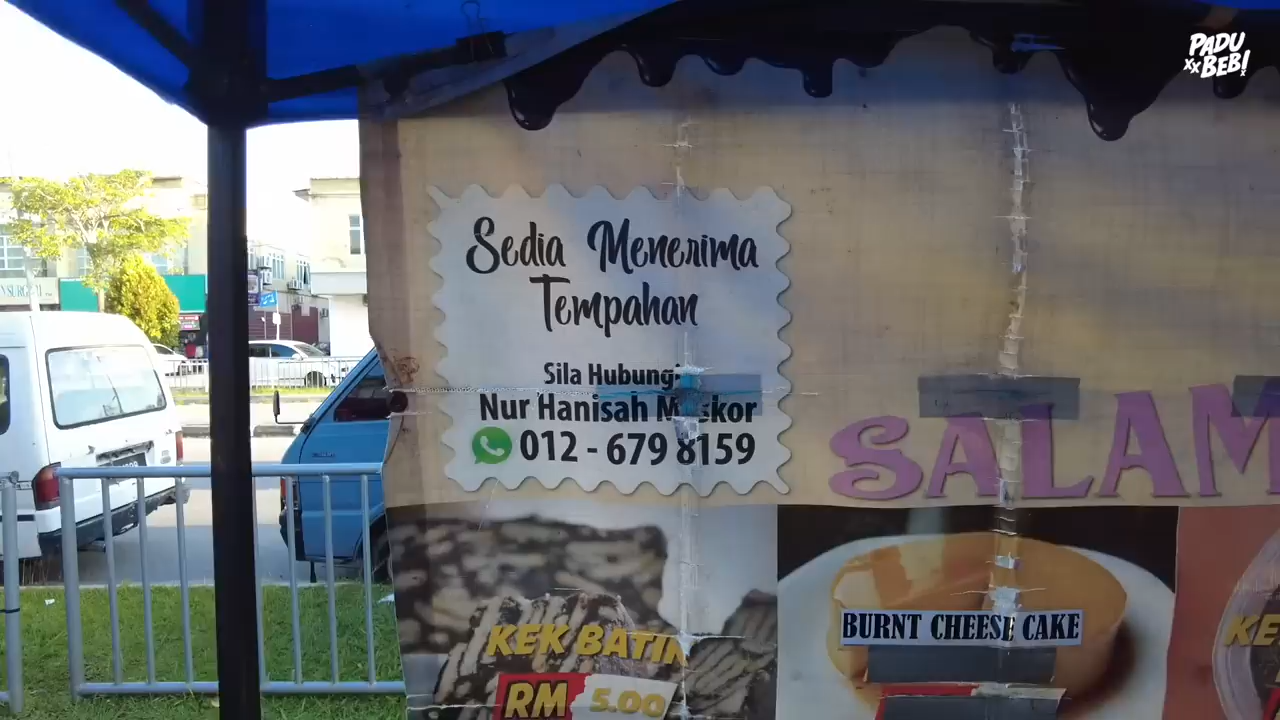 PADU
BEB!
Sedia Menerima
Tempahan
Sila Hubungi
Nur Hanisah
012 - 679 8159
SALAM
KEK BATIK
BURNT CHEESE CAKE
KE
RM 5.00